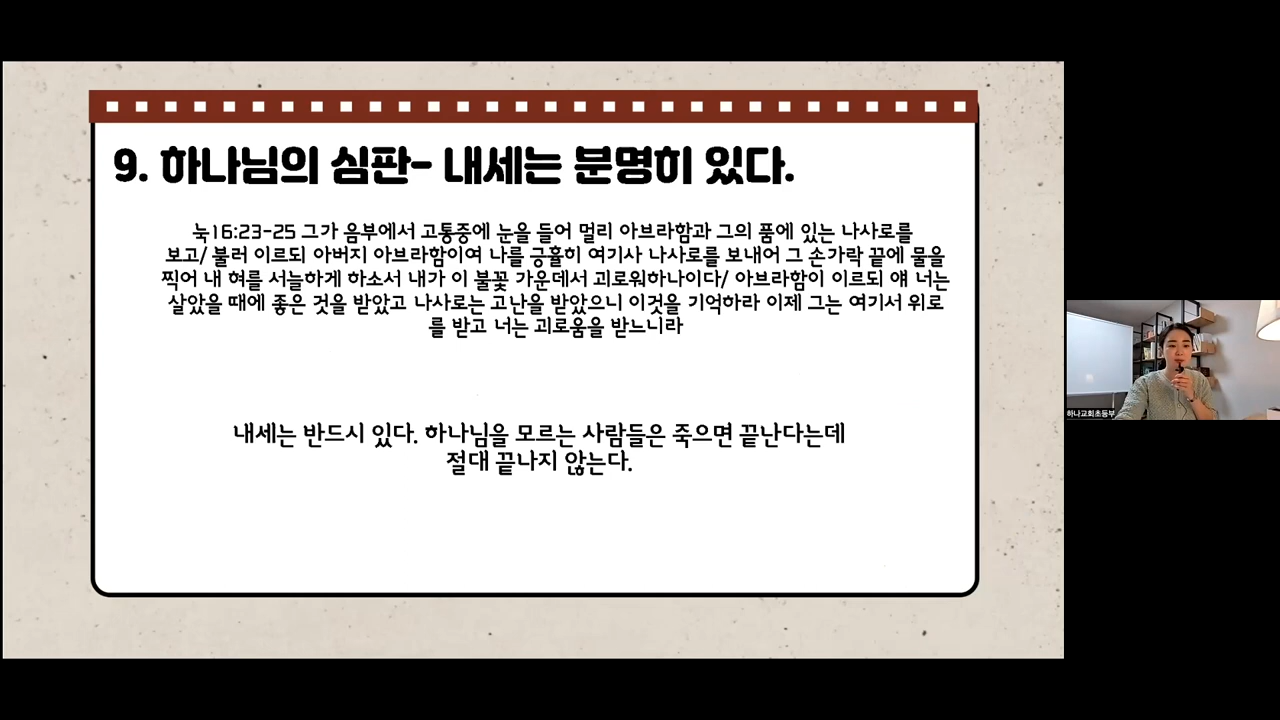 9. 하나님의 심판- 내세는 분명히 있다.
눅16:23-25 그가 음부에서 고통중에 눈을 들어 멀리 아브라함과 그의 품에 있는 나사로를
보고/ 불러 이르되 아버지 아브라함이여 나를 긍휼히 여기사 나사로를 보내어 그 손가락 끝에 물을
찍어 내 혀를 서늘하게 하소서 내가 이 불꽃 가운데서 괴로워하나이다/ 아브라함이 이르되 얘 너는
살았을 때에 좋은 것을 받았고 나사로는 고난을 받았으니 이것을 기억하라 이제 그는 여기서 위로
를 받고 너는 괴로움을 받느니라
내세는 반드시 있다. 하나님을 모르는 사람들은 죽으면 끝난다는데
절대 끝나지 않는다.
하나교회초등부